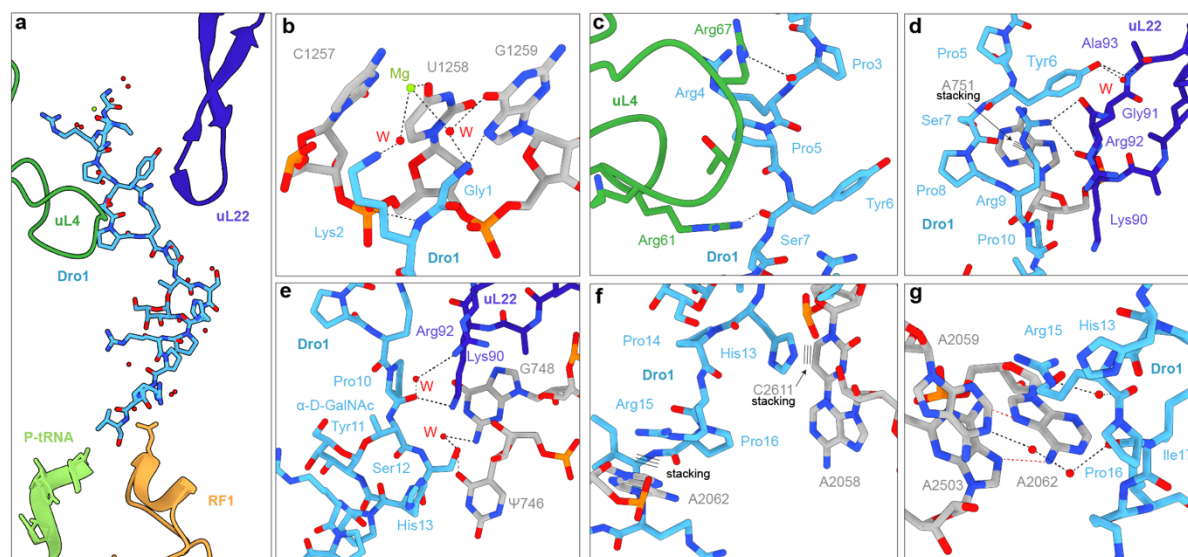 a
uL22
uL4
Dro1
P-tRNA
RF1
b
C1257
U1258
G1259
Mg
W
W
Gly1
Lys2
Dro1
c
Arg67
Pro3
uL4
Arg4
Pro5
Tyr6
Arg61
Ser7
Dro1
d
uL22
Ala93
Pro5
Tyr6
W
A751
stacking
Gly91
Ser7
Arg92
Pro8
Arg9
Lys90
Dro1
Pro10
e
uL22
Arg92
Dro1
Lys90
G748
Pro10
W
α-D-GalNAc
Tyr11
W
Ser12
Ψ746
His13
f
Pro14
His13
Dro1
C2611
stacking
Arg15
Pro16
stacking
A2062
A2058
g
Arg15
His13
A2059
Dro1
Ile17
Pro16
A2503
A2062